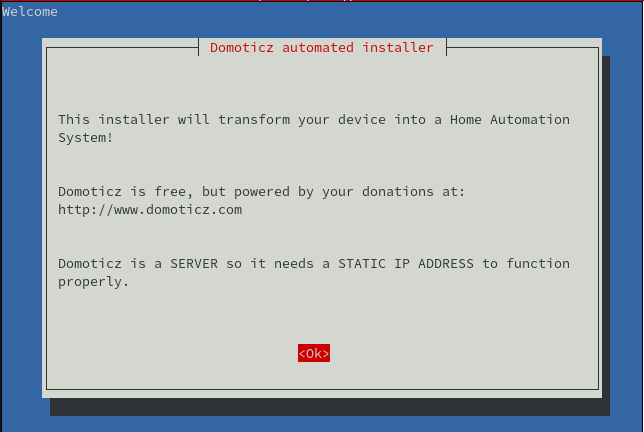 Welcome
Domoticz automated installer
This installer will transform your device into a Home Automation
System!
Domoticz is free, but powered by your donations at:
http://www.domoticz.com
Domoticz is a SERVER so it needs a STATIC IP ADDRESS to function
properly.
<Ok>